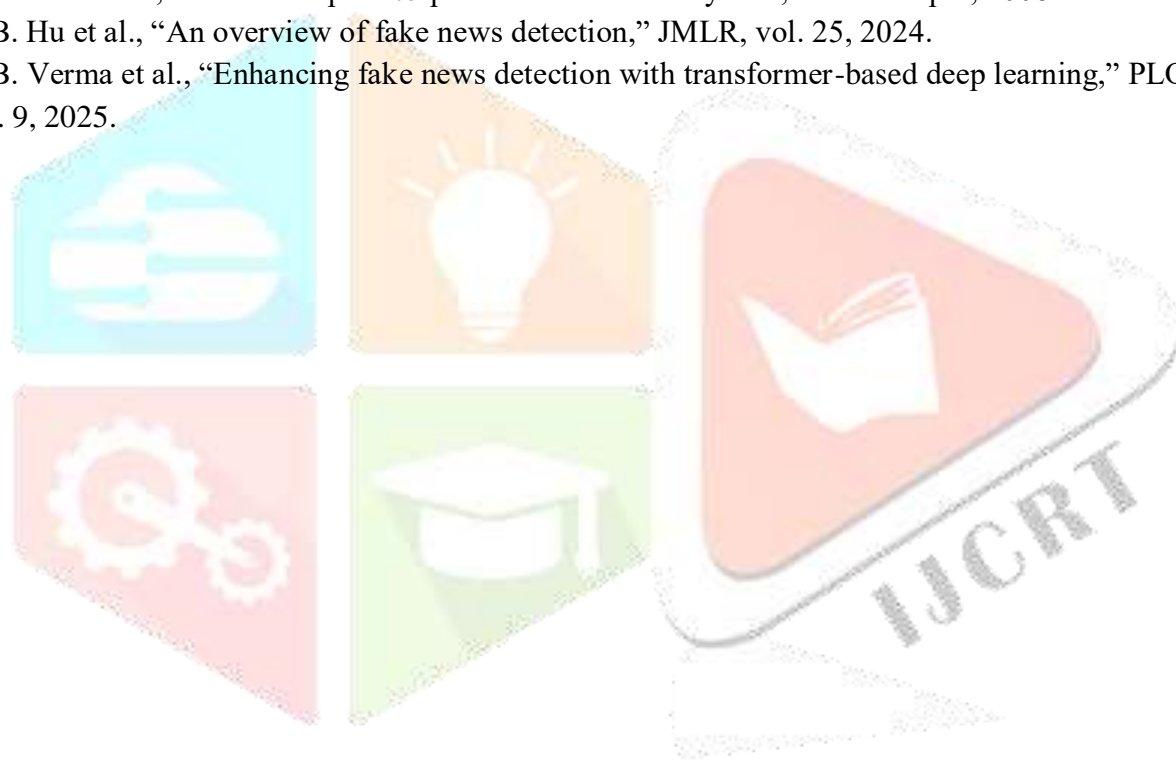 B. Hu et al., “An overview of fake news detection,” JMLR, vol. 25, 2024.
B. Verma et al., “Enhancing fake news detection with transformer-based deep learning,” PLO
. 9, 2025.
IJCRT